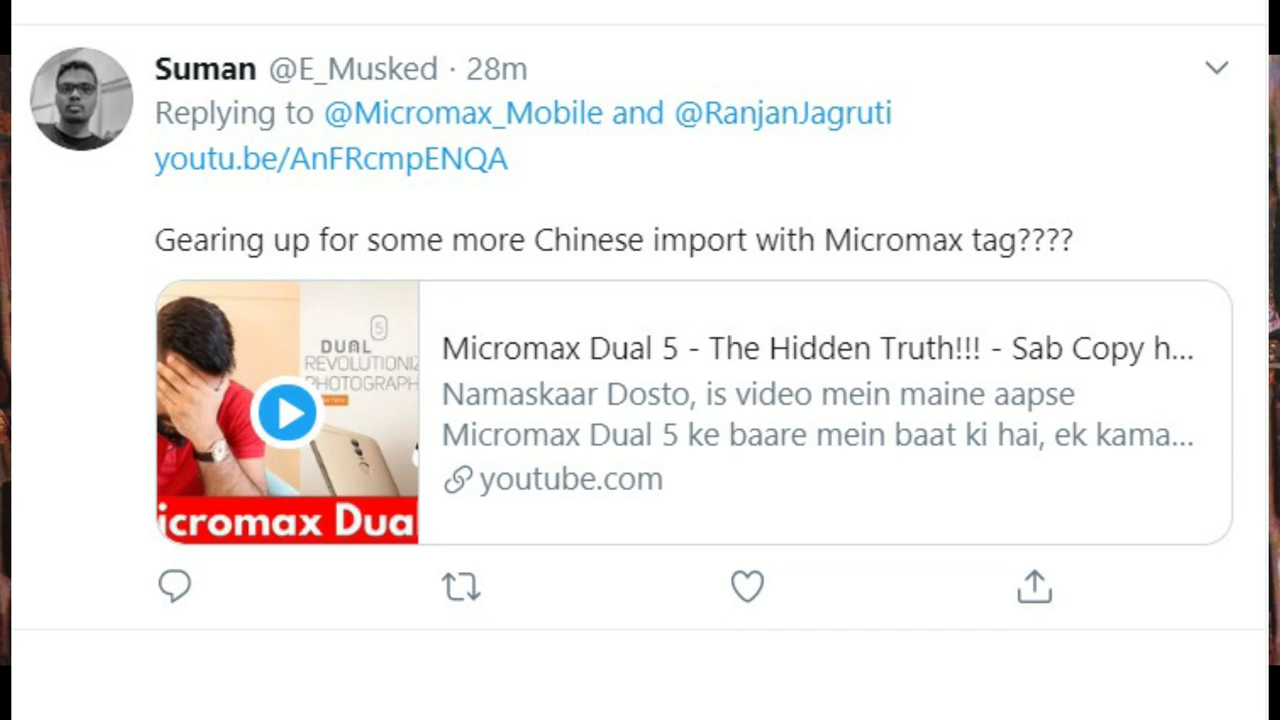 Suman @E_Musked · 28m
Replying to @Micromax_Mobile and @RanjanJagruti
youtu.be/AnFRcmpENQA
Gearing up for some more Chinese import with Micromax tag????
5
DUAL
REVOLUTIONIZ
PHOTOGRAPH
icromax Dual
Micromax Dual 5 - The Hidden Truth!!! - Sab Copy h...
Namaskaar Dosto, is video mein maine aapse
Micromax Dual 5 ke baare mein baat ki hai, ek kama...
youtube.com